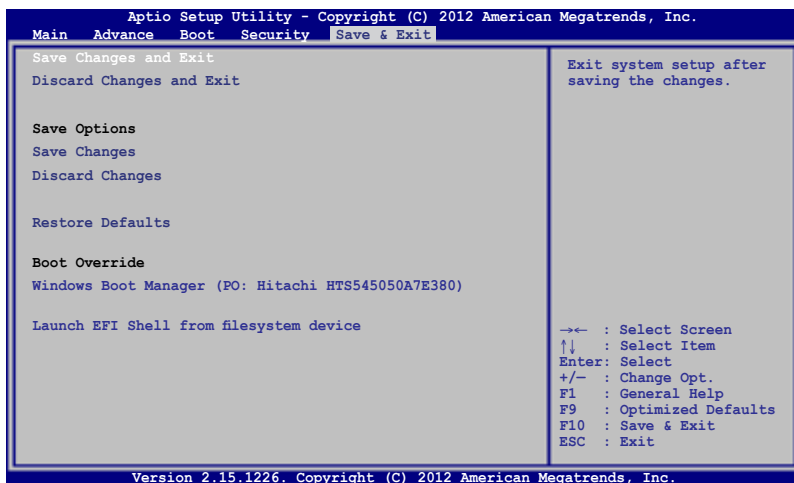 Aptio Setup Utility - Copyright (C) 2012 American Megatrends, Inc.
Main Advance Boot Security Save & Exit
Save Changes and Exit
Discard Changes and Exit
Save Options
Save Changes
Discard Changes
Restore Defaults
Boot Override
Windows Boot Manager (PO: Hitachi HTS545050A7E380)
Launch EFI Shell from filesystem device
Exit system setup after
saving the changes.
→← : Select Screen
↑↓ : Select Item
Enter: Select
+/— : Change Opt.
F1 : General Help
F9 : Optimized Defaults
F10 : Save & Exit
ESC : Exit
Version 2.15.1226. Copyright (C) 2012 American Megatrends, Inc.